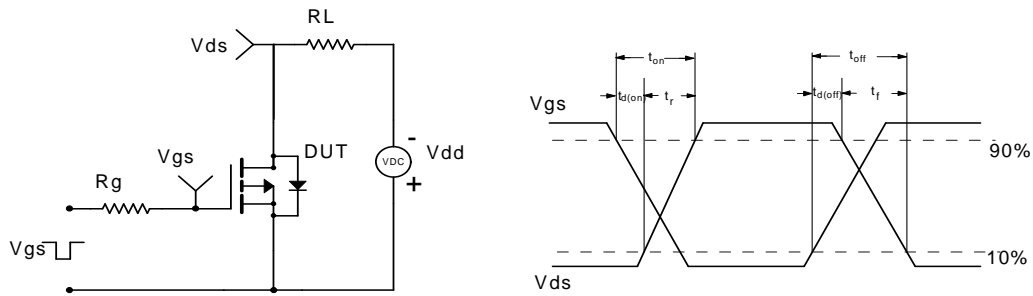 RL
Vds
Vgs
DUT
-
VDC
Vdd
+
Rg
Vgs
ton
toff
td(on)
tr
td(off)
tf
Vgs
90%
10%
Vds